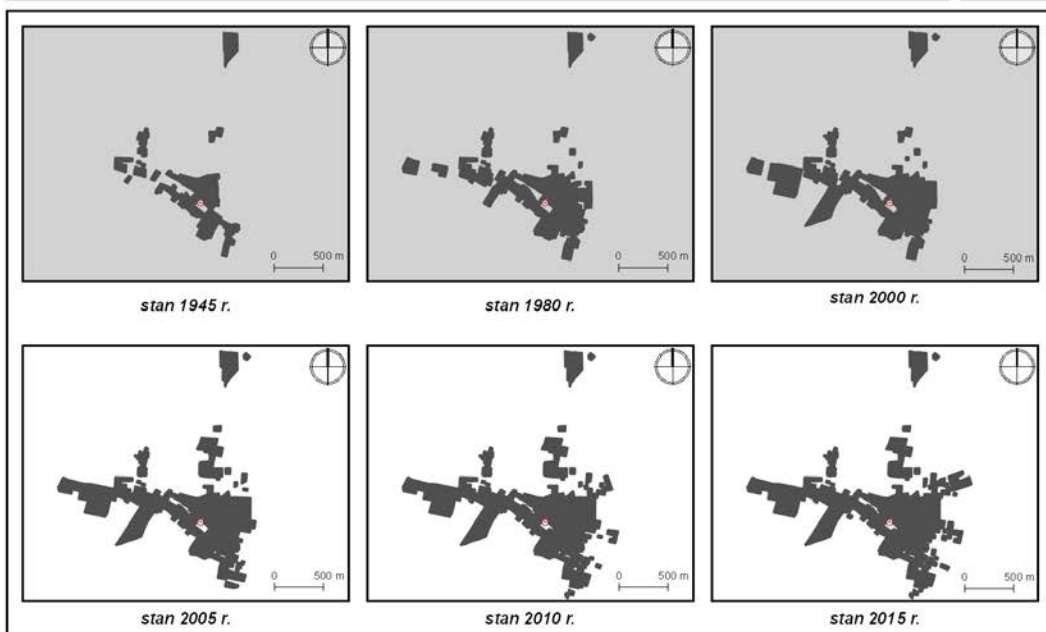 0 500 m
0 500 m
0 500 m
stan 1945 r.
stan 1980 r.
stan 2000 r.
0 500 m
0 500 m
0 500 m
stan 2005 r.
stan 2010 r.
stan 2015 r.